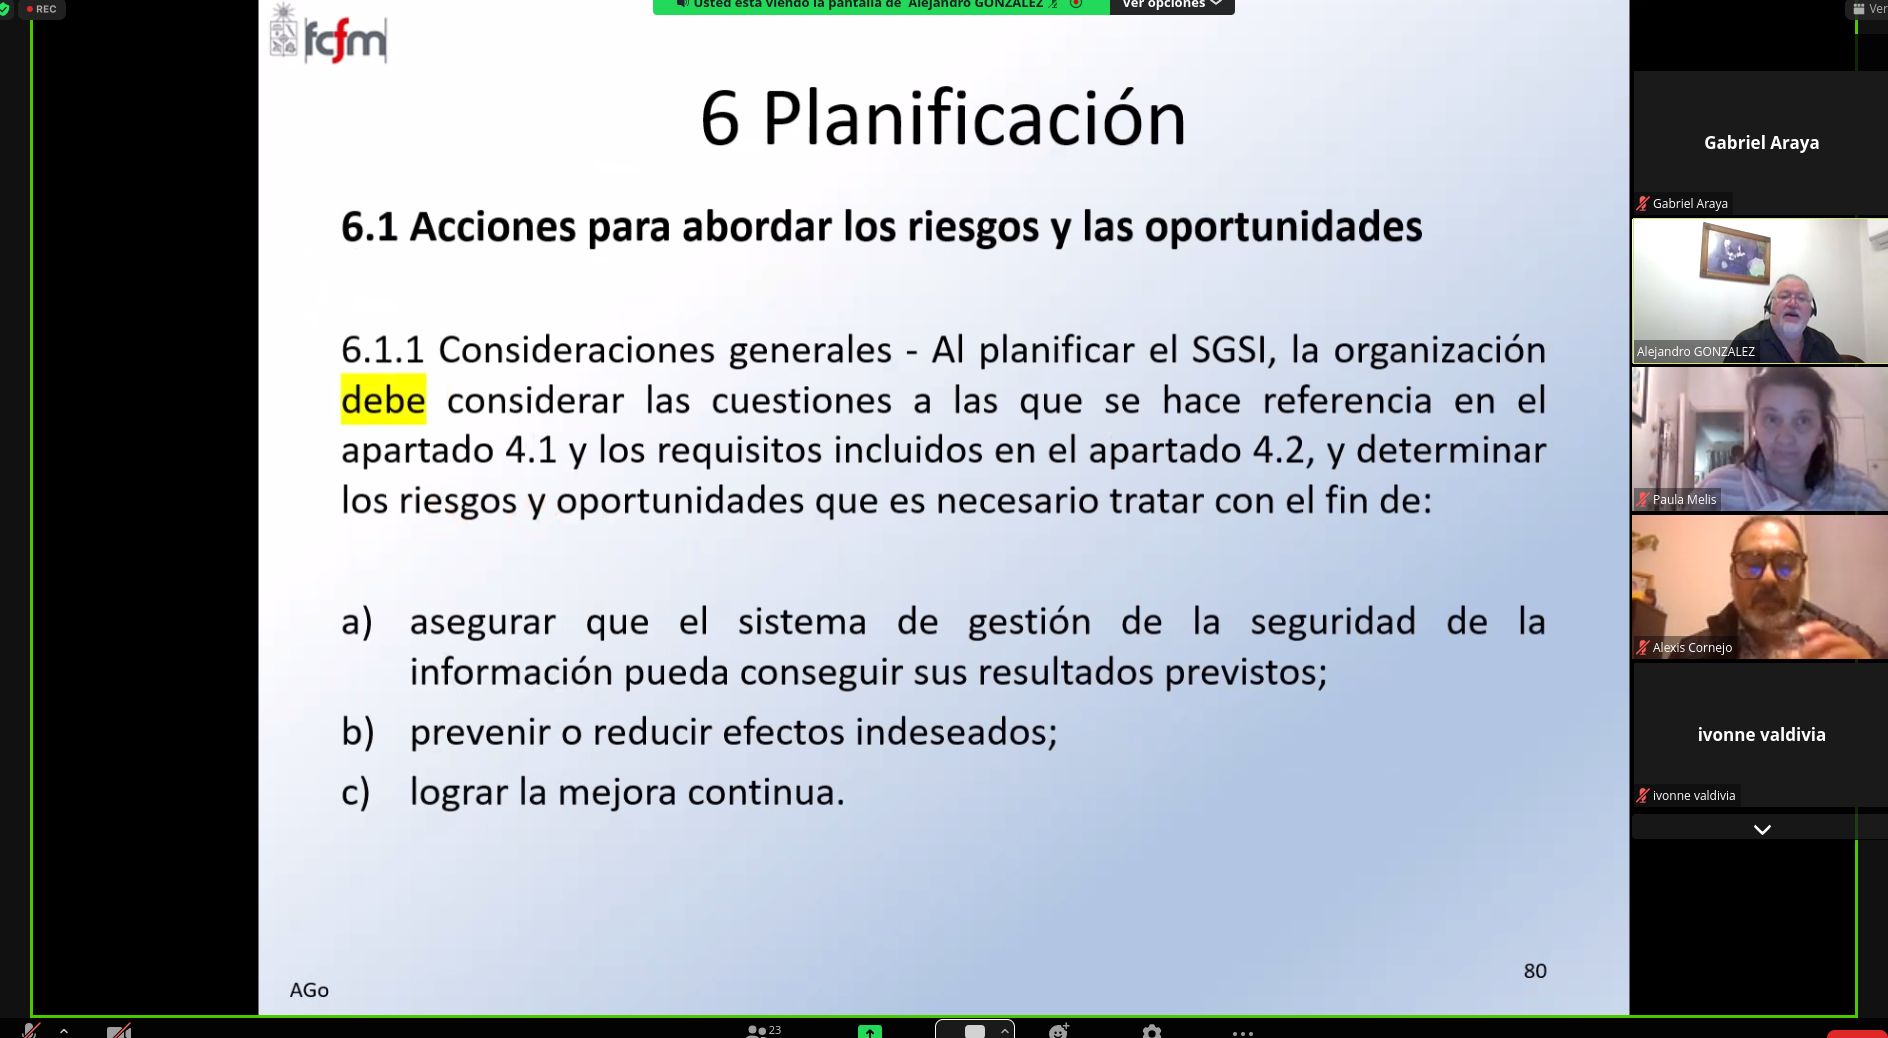 REC
Usted está viendo la pantalla de Alejandro GONZALEZ
Ver opciones
Ver
fcfm
6 Planificación
6.1 Acciones para abordar los riesgos y las oportunidades
6.1.1 Consideraciones generales - Al planificar el SGSI, la organización
debe considerar las cuestiones a las que se hace referencia en el
apartado 4.1 y los requisitos incluidos en el apartado 4.2, y determinar
los riesgos y oportunidades que es necesario tratar con el fin de:
a) asegurar que el sistema de gestión de la seguridad de la
información pueda conseguir sus resultados previstos;
b) prevenir o reducir efectos indeseados;
c) lograr la mejora continua.
AGo
80
Gabriel Araya
Gabriel Araya
Alejandro GONZALEZ
Paula Melis
Alexis Cornejo
ivonne valdivia
ivonne valdivia
23